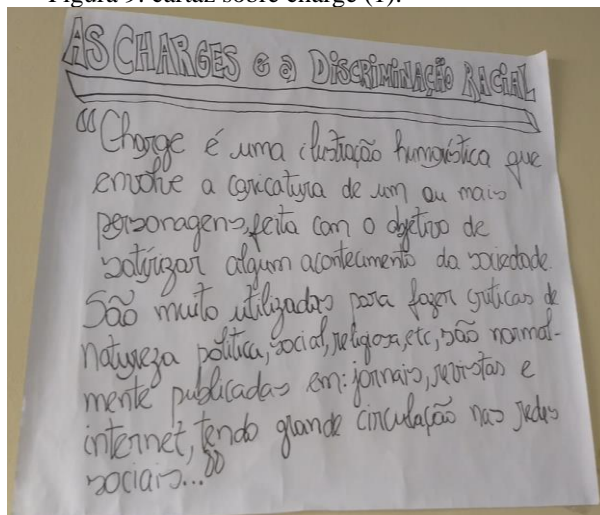 Figura 9: cartaz sobre charge (1).
AS CHARGES e a DISCRIMINAÇÃO RACIAL
"Charge é uma ilustração humorística que
envolve a caricatura de um ou mais
personagens, feita com o objetivo de
satirizar algum acontecimento da sociedade.
São muito utilizadas para fazer críticas de
natureza política, social, religiosa, etc, são normal-
mente publicadas em: jornais, revistas e
internet, tendo grande circulação nas redes
sociais..."